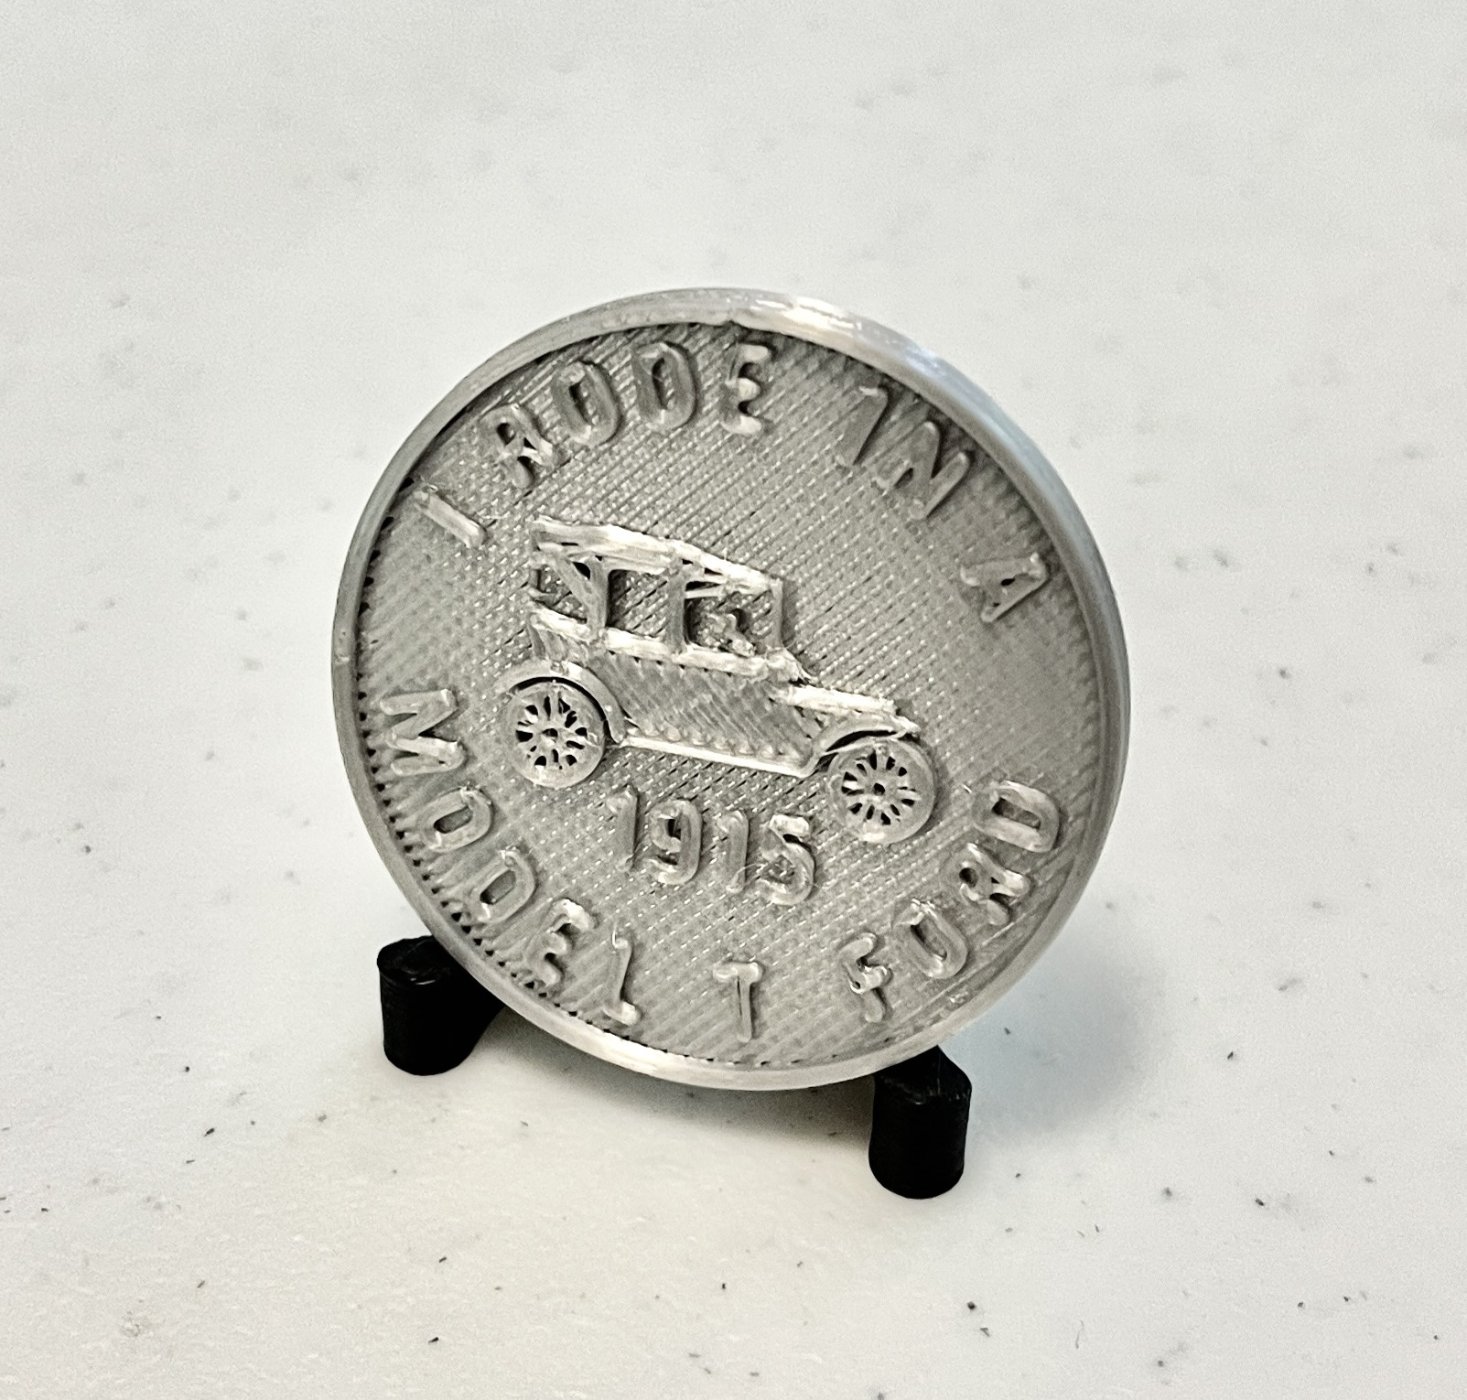 I RODE IN A
1915
MODEL T FORD